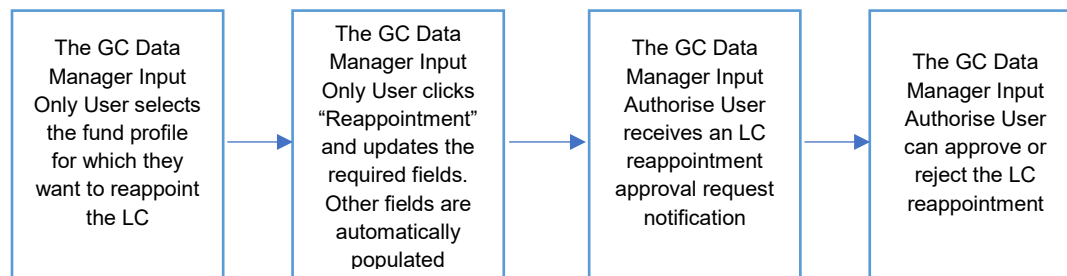 The GC Data
Manager Input
Only User selects
the fund profile
for which they
want to reappoint
the LC
The GC Data
Manager Input
Only User clicks
“Reappointment”
and updates the
required fields.
Other fields are
automatically
populated
The GC Data
Manager Input
Authorise User
receives an LC
reappointment
approval request
notification
The GC Data
Manager Input
Authorise User
can approve or
reject the LC
reappointment